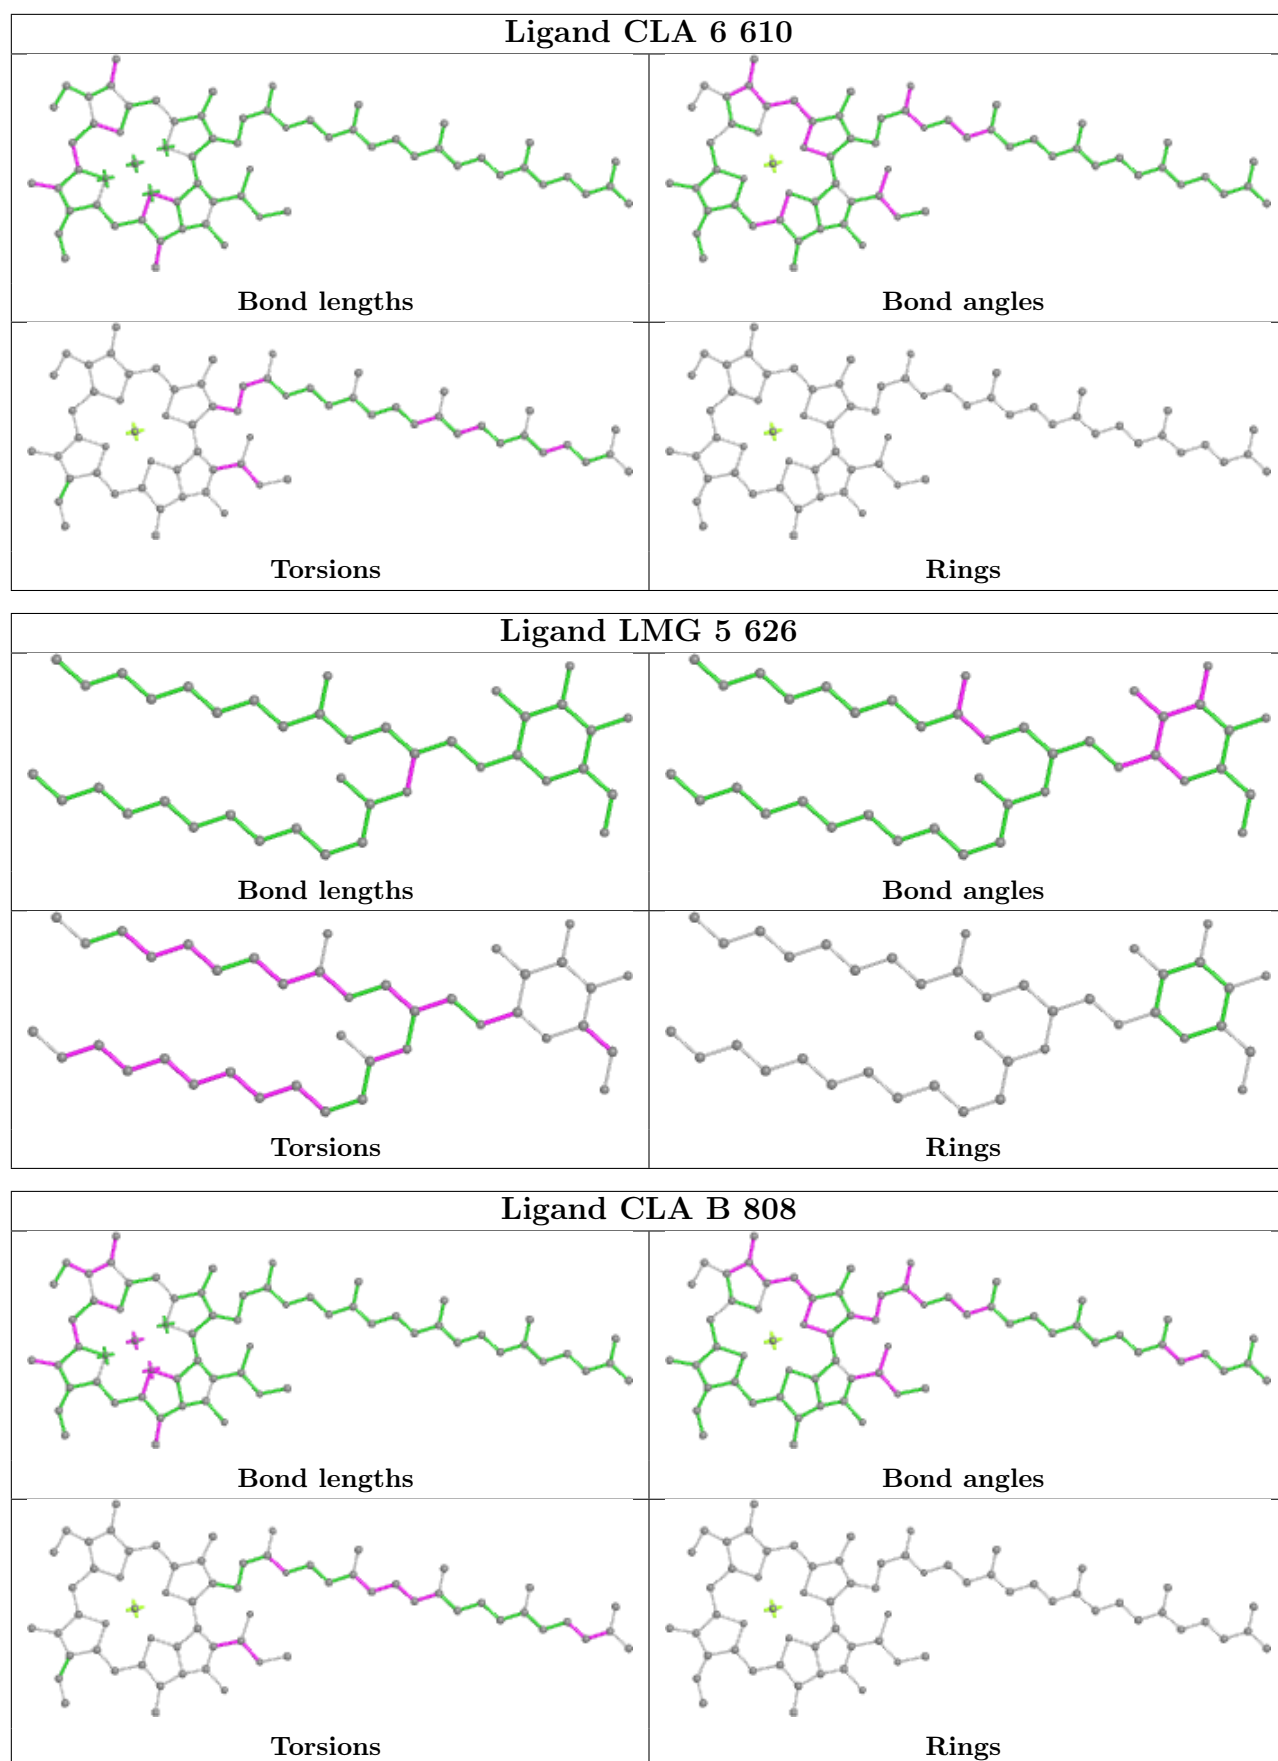 Ligand CLA 6 610
Bond lengths
Bond angles
Torsions
Rings
Ligand LMG 5 626
Bond lengths
Bond angles
Torsions
Rings
Ligand CLA B 808
Bond lengths
Bond angles
Torsions
Rings